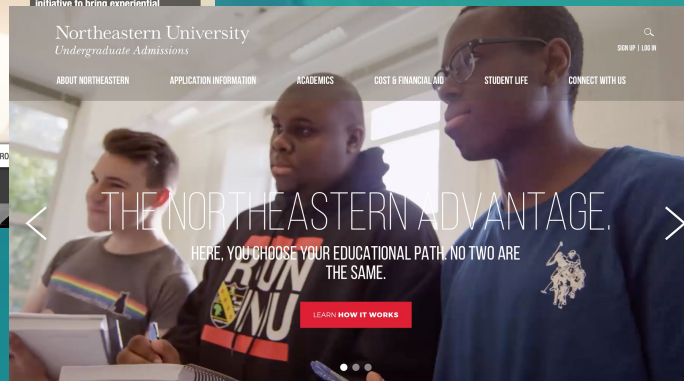 initiative to bring experiential
Northeastern University
Undergraduate Admissions
SIGN UP | LOG IN
ABOUT NORTHEASTERN APPLICATION INFORMATION ACADEMICS COST & FINANCIAL AID STUDENT LIFE CONNECT WITH US
RO
THE NORTHEASTERN ADVANTAGE.
HERE, YOU CHOOSE YOUR EDUCATIONAL PATH. NO TWO ARE
THE SAME.
LEARN HOW IT WORKS